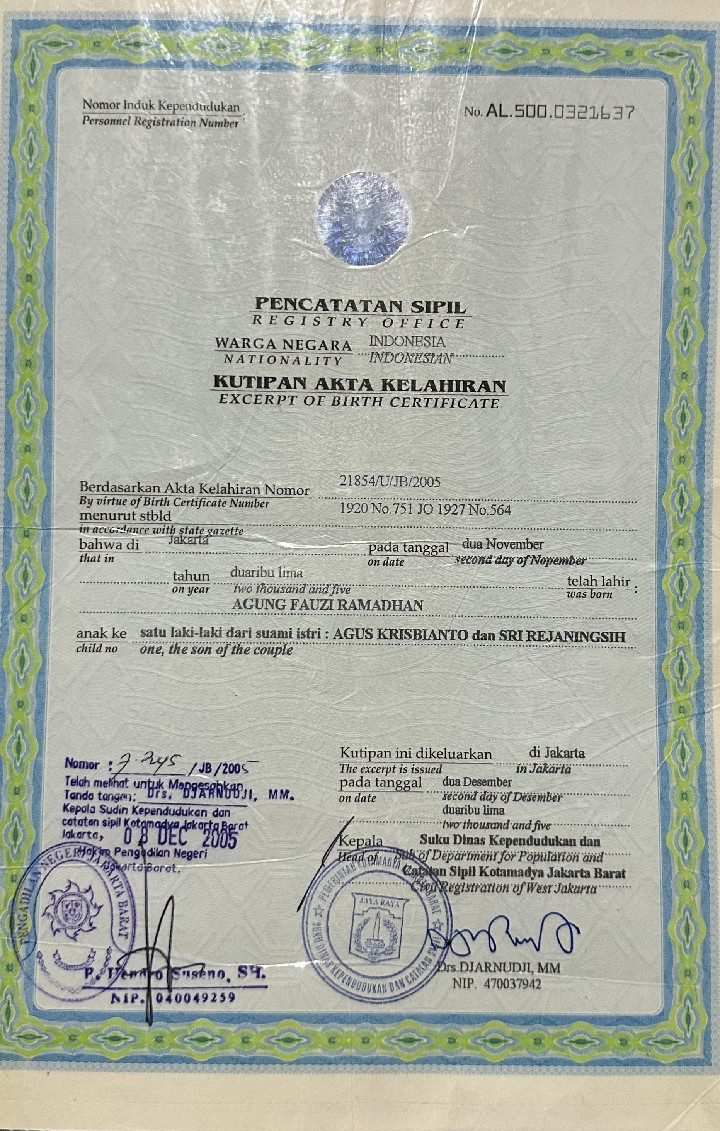 Nomor Induk Kependudukan
Personnel Registration Number :
No. AL.500.0321637
PENCATATAN SIPIL
REGISTRY OFFICE
WARGA NEGARA INDONESIA
NATIONALITY INDONESIAN
KUTIPAN AKTA KELAHIRAN
EXCERPT OF BIRTH CERTIFICATE
Berdasarkan Akta Kelahiran Nomor 21854/U/JB/2005
By virtue of Birth Certificate Number
menurut stbld 1920 No.751 JO 1927 No.564
in accordance with state gazette
bahwa di Jakarta pada tanggal dua November
that in on date second day of Nopember
tahun duaribu lima telah lahir :
on year two thousand and five was born
AGUNG FAUZI RAMADHAN
anak ke satu laki-laki dari suami istri : AGUS KRISBIANTO dan SRI REJANINGSIH
child no one, the son of the couple
Kutipan ini dikeluarkan di Jakarta
The excerpt is issued in Jakarta
pada tanggal dua Desember
on date second day of Desember
duaribu lima
two thousand and five
Kepala Suku Dinas Kependudukan dan
Head of Sub of Department for Population and
Catatan Sipil Kotamadya Jakarta Barat
Registration of West Jakarta
Drs.DJARNUDJI, MM
NIP. 470037942
Nomor : /JB/2005
Telah melihat untuk Mengesahkan
Tanda tangan: Drs. DJARNUDJI, MM.
Kepala Sudin Kependudukan dan
catatan sipil Kotamadya Jakarta Barat
Jakarta, 08 DEC 2005
Hakim Pengadilan Negeri
Jakarta Barat.
PENGADILAN NEGERI JAKARTA BARAT
Suseno, SH.
NIP. 040049259
JAYA RAYA